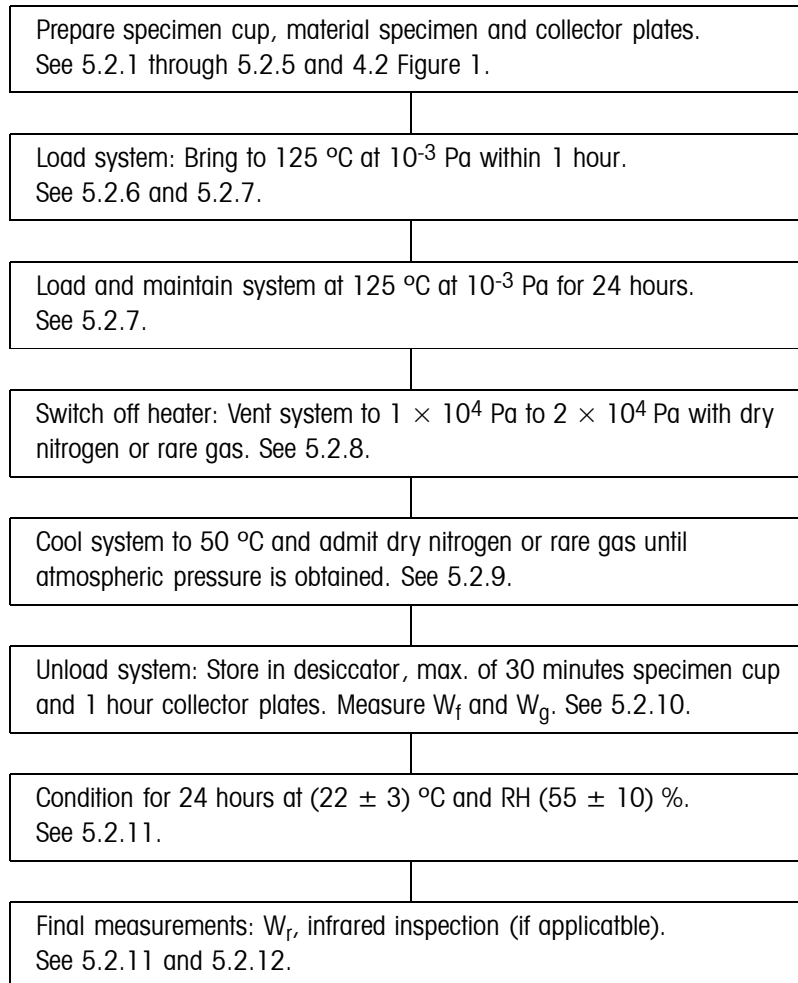 Prepare specimen cup, material specimen and collector plates.
See 5.2.1 through 5.2.5 and 4.2 Figure 1.
Load system: Bring to 125 ºC at 10-3 Pa within 1 hour.
See 5.2.6 and 5.2.7.
Load and maintain system at 125 ºC at 10-3 Pa for 24 hours.
See 5.2.7.
Switch off heater: Vent system to 1 × 104 Pa to 2 × 104 Pa with dry
nitrogen or rare gas. See 5.2.8.
Cool system to 50 ºC and admit dry nitrogen or rare gas until
atmospheric pressure is obtained. See 5.2.9.
Unload system: Store in desiccator, max. of 30 minutes specimen cup
and 1 hour collector plates. Measure Wf and Wg. See 5.2.10.
Condition for 24 hours at (22 ± 3) ºC and RH (55 ± 10) %.
See 5.2.11.
Final measurements: Wr, infrared inspection (if applicatble).
See 5.2.11 and 5.2.12.